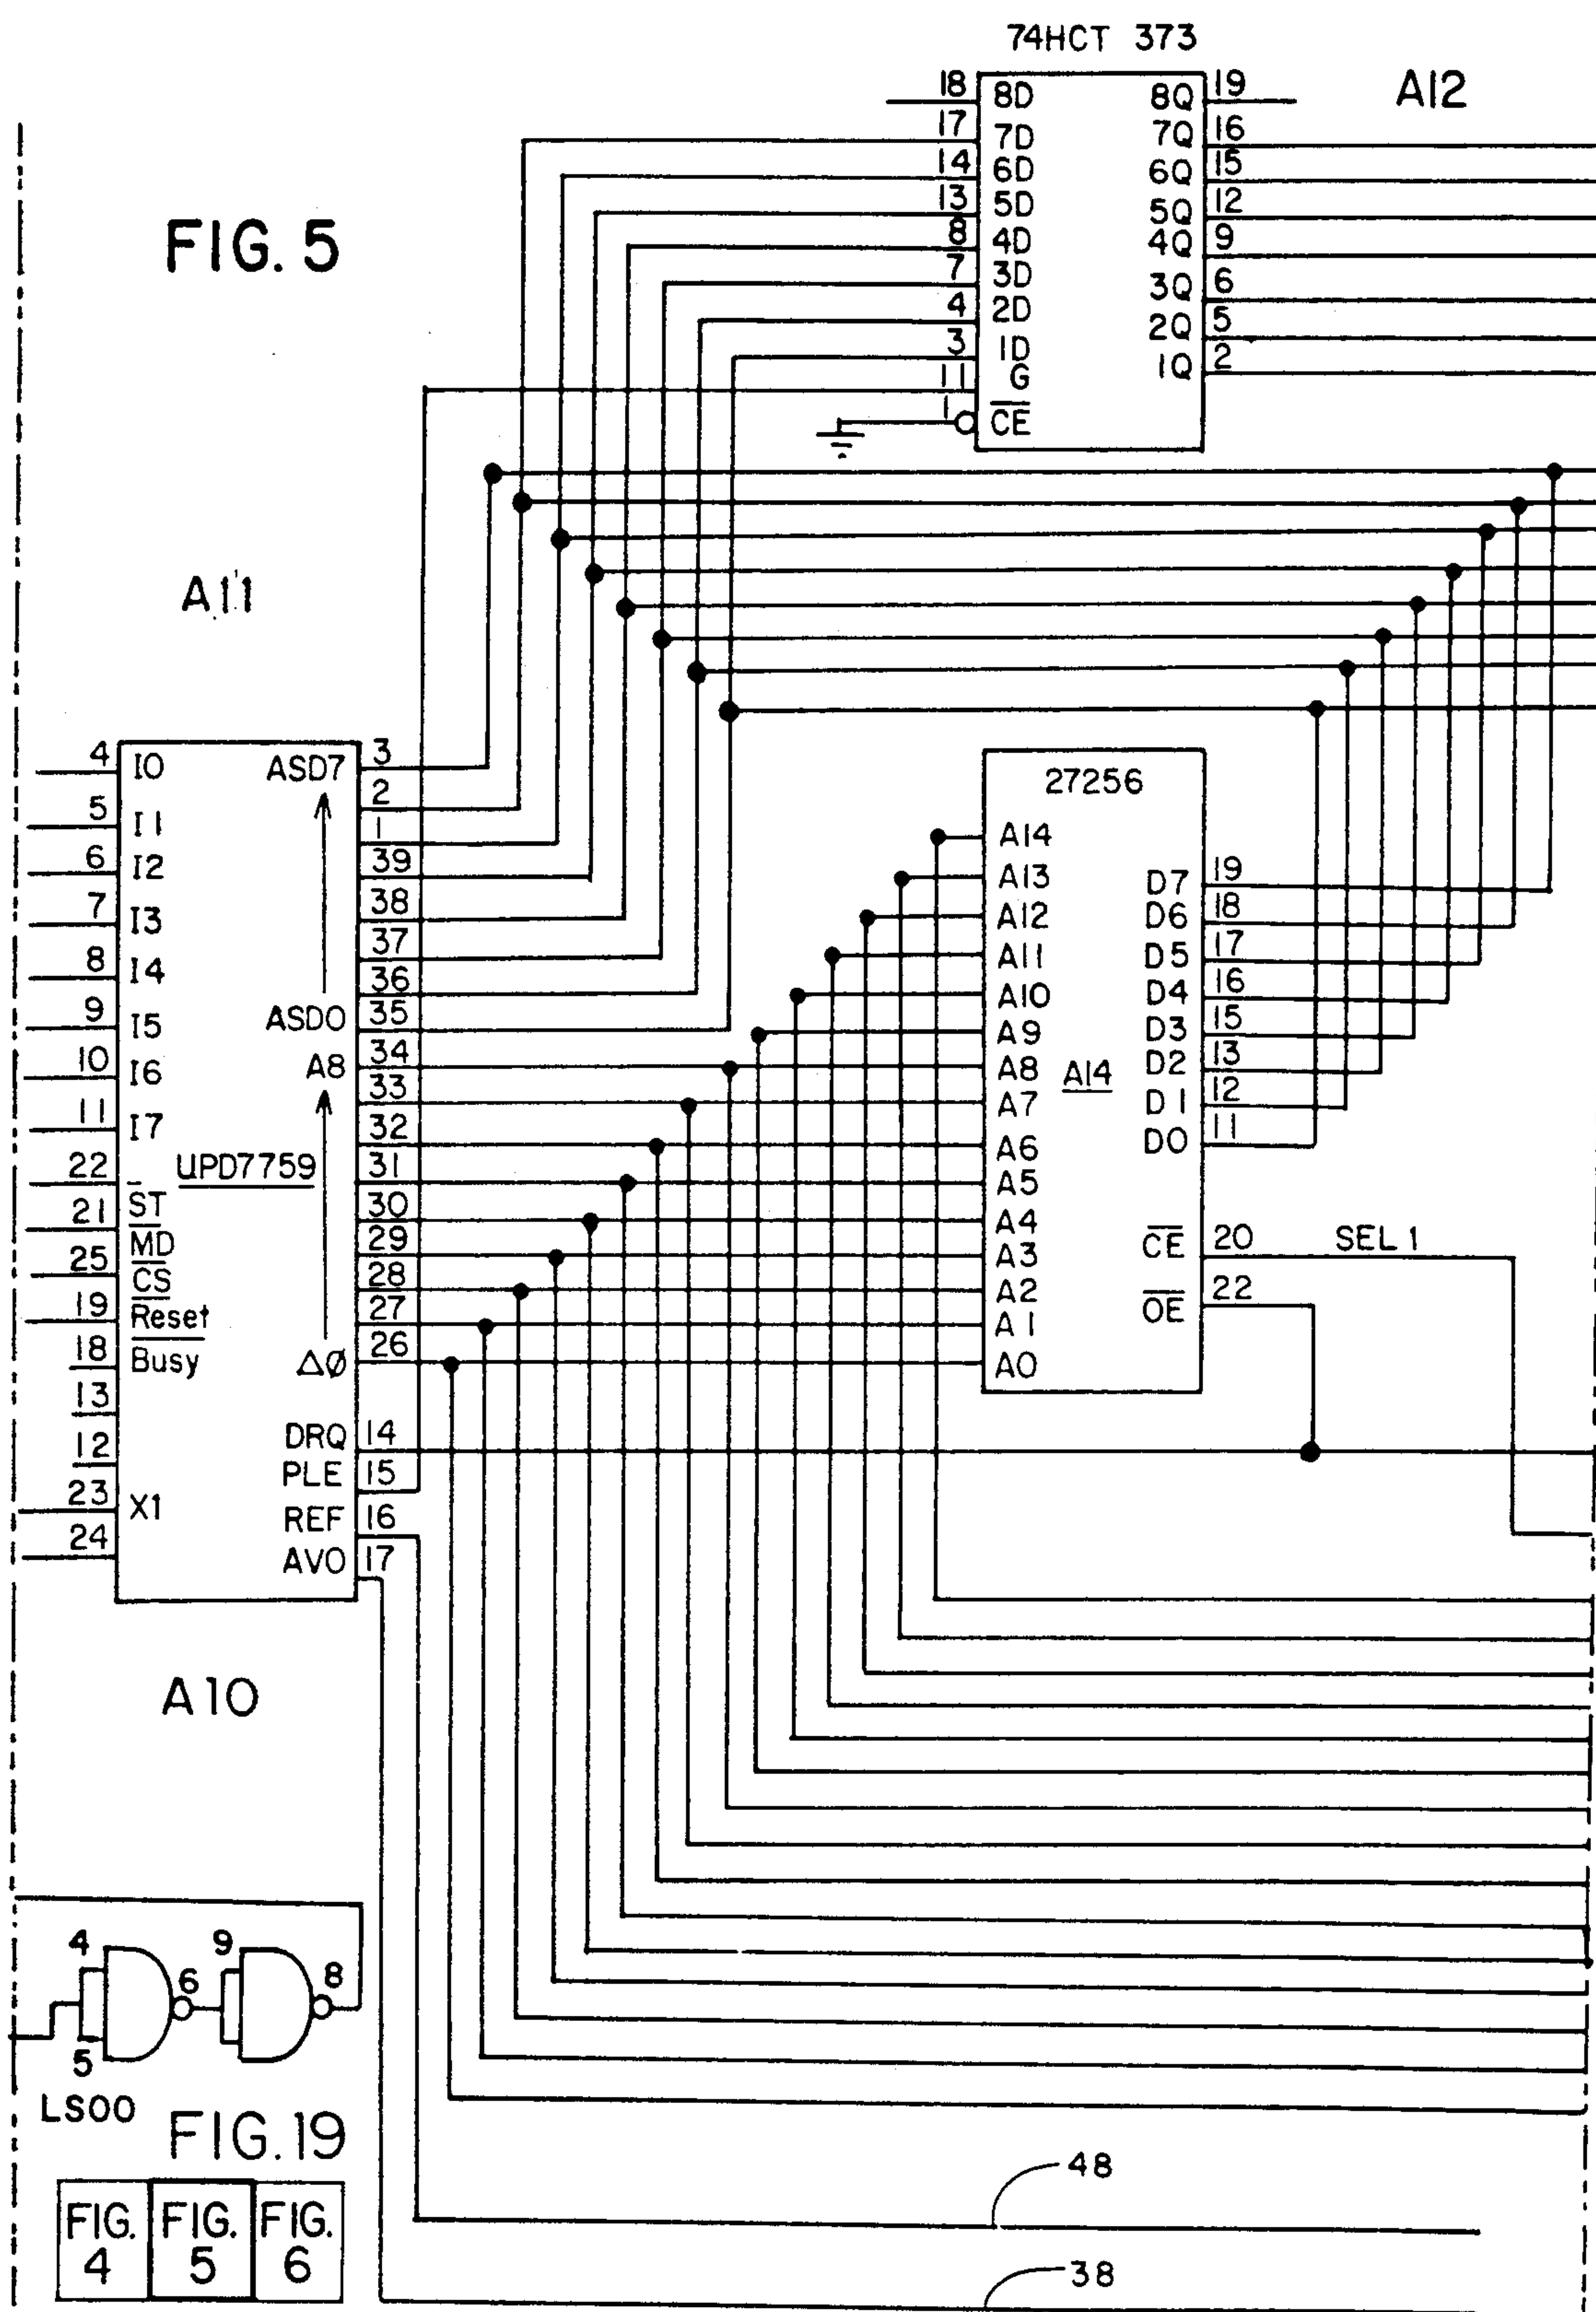 74HCT 373
A12
18 8D 8Q 19
17 7D 7Q 16
14 6D 6Q 15
13 5D 5Q 12
8 4D 4Q 9
7 3D 3Q 6
4 2D 2Q 5
3 1D 1Q 2
11 G
1 CE
FIG. 5
A11
4 I0 ASD7 3
5 I1 2
6 I2 1
7 I3 39
8 I4 38
9 I5 37
10 I6 36
11 I7 ASD0 35
A8 34
33
32
22 UPD7759 31
21 ST 30
25 MD 29
CS 28
19 Reset 27
18 Busy Δø 26
13
12 DRQ 14
PLE 15
23 X1 REF 16
24 AVO 17
27256
A14
A13 D7 19
A12 D6 18
A11 D5 17
A10 D4 16
A9 D3 15
A8 A14 D2 13
A7 D1 12
A6 D0 11
A5
A4
A3 CE 20 SEL 1
A2
A1 OE 22
A0
A10
4 9
6 8
5
LS00
FIG.19
FIG. 4 FIG. 5 FIG. 6
48
38